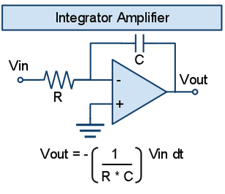 Integrator Amplifier
C
Vin
R
-
+
Vout
Vout = -( 1 / R * C ) Vin dt